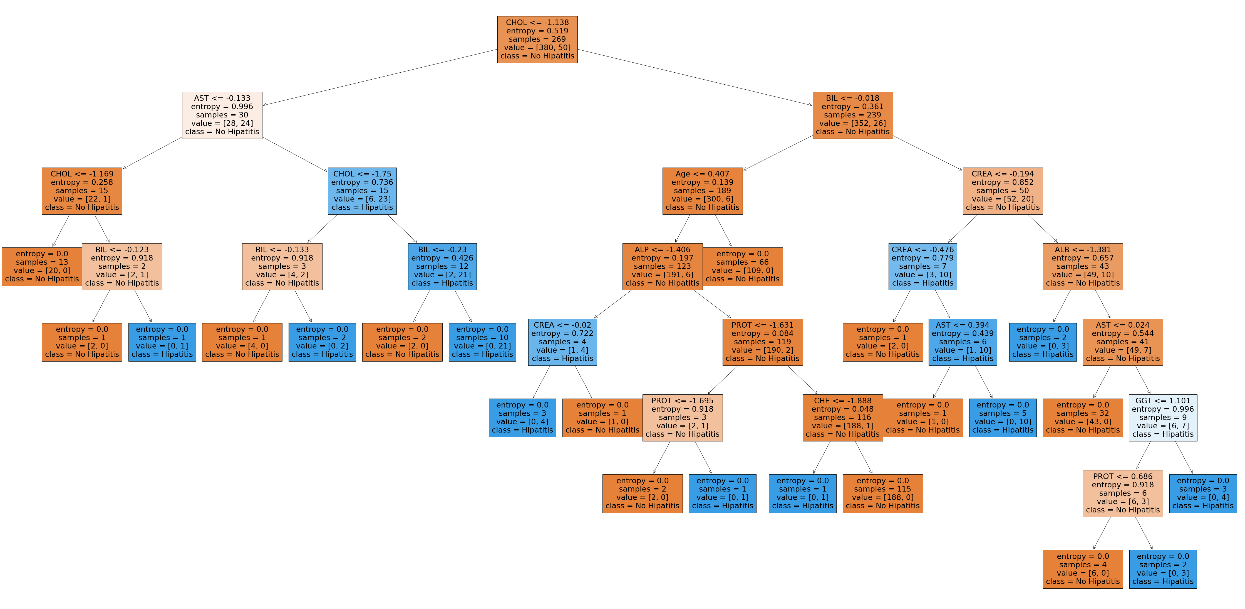 CHOL <= -1.138
entropy = 0.519
samples = 269
value = [380, 50]
class = No Hipatitis
AST <= -0.133
entropy = 0.996
samples = 30
value = [28, 24]
class = No Hipatitis
BIL <= -0.018
entropy = 0.361
samples = 239
value = [352, 26]
class = No Hipatitis
CHOL <= -1.169
entropy = 0.258
samples = 15
value = [22, 1]
class = No Hipatitis
CHOL <= -1.75
entropy = 0.736
samples = 15
value = [6, 23]
class = Hipatitis
Age <= 0.407
entropy = 0.139
samples = 189
value = [300, 6]
class = No Hipatitis
CREA <= -0.194
entropy = 0.852
samples = 50
value = [52, 20]
class = No Hipatitis
entropy = 0.0
samples = 13
value = [20, 0]
class = No Hipatitis
BIL <= -0.123
entropy = 0.918
samples = 2
value = [2, 1]
class = No Hipatitis
BIL <= -0.133
entropy = 0.918
samples = 3
value = [4, 2]
class = No Hipatitis
BIL <= -0.23
entropy = 0.426
samples = 12
value = [2, 21]
class = Hipatitis
ALP <= -1.406
entropy = 0.197
samples = 123
value = [191, 6]
class = No Hipatitis
entropy = 0.0
samples = 66
value = [109, 0]
class = No Hipatitis
CREA <= -0.476
entropy = 0.779
samples = 7
value = [3, 10]
class = Hipatitis
ALB <= -1.381
entropy = 0.657
samples = 43
value = [49, 10]
class = No Hipatitis
entropy = 0.0
samples = 1
value = [2, 0]
class = No Hipatitis
entropy = 0.0
samples = 1
value = [0, 1]
class = Hipatitis
entropy = 0.0
samples = 1
value = [4, 0]
class = No Hipatitis
entropy = 0.0
samples = 2
value = [0, 2]
class = Hipatitis
entropy = 0.0
samples = 2
value = [2, 0]
class = No Hipatitis
entropy = 0.0
samples = 10
value = [0, 21]
class = Hipatitis
CREA <= -0.02
entropy = 0.722
samples = 4
value = [1, 4]
class = Hipatitis
PROT <= -1.631
entropy = 0.084
samples = 119
value = [190, 2]
class = No Hipatitis
entropy = 0.0
samples = 1
value = [2, 0]
class = No Hipatitis
AST <= 0.394
entropy = 0.439
samples = 6
value = [1, 10]
class = Hipatitis
entropy = 0.0
samples = 2
value = [0, 3]
class = Hipatitis
AST <= 0.024
entropy = 0.544
samples = 41
value = [49, 7]
class = No Hipatitis
entropy = 0.0
samples = 3
value = [0, 4]
class = Hipatitis
entropy = 0.0
samples = 1
value = [1, 0]
class = No Hipatitis
PROT <= -1.695
entropy = 0.918
samples = 3
value = [2, 1]
class = No Hipatitis
CHE <= -1.888
entropy = 0.048
samples = 116
value = [188, 1]
class = No Hipatitis
entropy = 0.0
samples = 1
value = [1, 0]
class = No Hipatitis
entropy = 0.0
samples = 5
value = [0, 10]
class = Hipatitis
entropy = 0.0
samples = 32
value = [43, 0]
class = No Hipatitis
GGT <= 1.101
entropy = 0.996
samples = 9
value = [6, 7]
class = Hipatitis
entropy = 0.0
samples = 2
value = [2, 0]
class = No Hipatitis
entropy = 0.0
samples = 1
value = [0, 1]
class = Hipatitis
entropy = 0.0
samples = 1
value = [0, 1]
class = Hipatitis
entropy = 0.0
samples = 115
value = [188, 0]
class = No Hipatitis
PROT <= 0.686
entropy = 0.918
samples = 6
value = [6, 3]
class = No Hipatitis
entropy = 0.0
samples = 3
value = [0, 4]
class = Hipatitis
entropy = 0.0
samples = 4
value = [6, 0]
class = No Hipatitis
entropy = 0.0
samples = 2
value = [0, 3]
class = Hipatitis